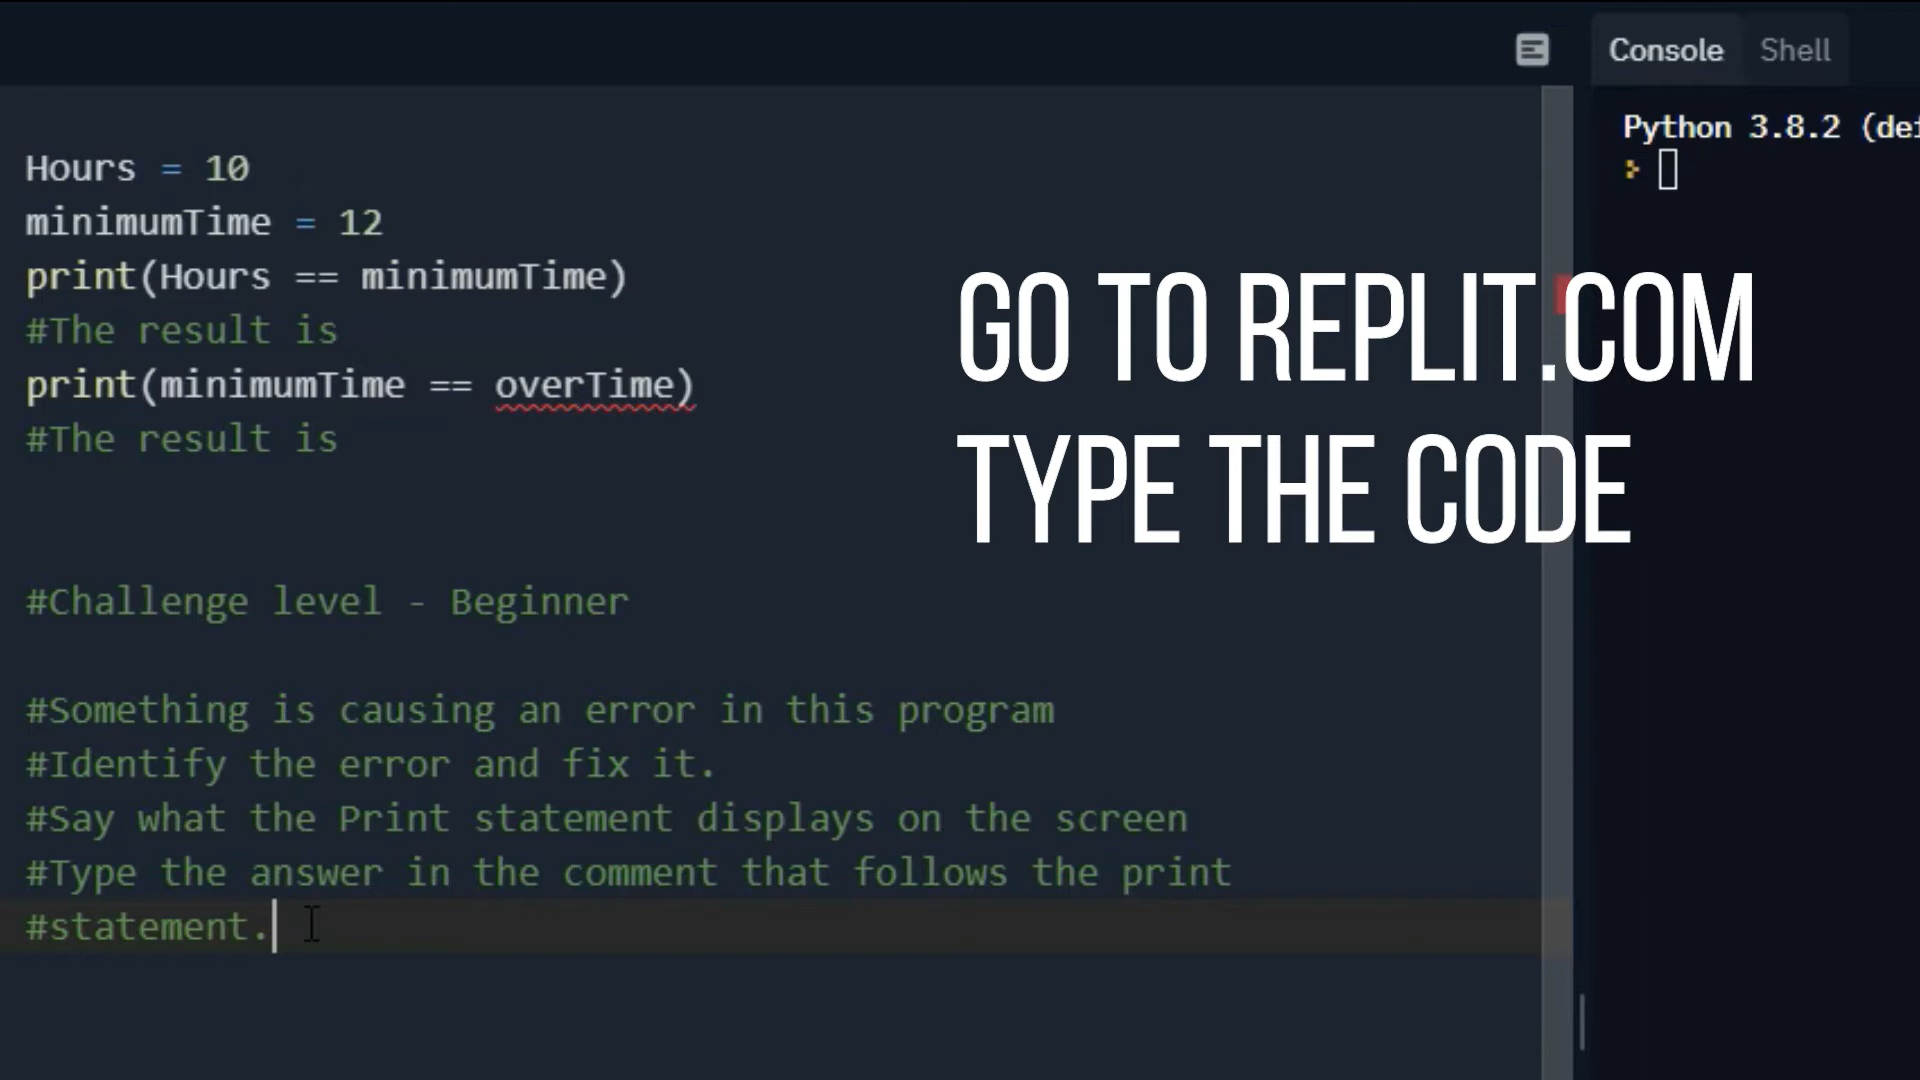 Console Shell
Python 3.8.2 (def
Hours = 10
minimumTime = 12
print(Hours == minimumTime)
#The result is
print(minimumTime == overTime)
#The result is
GO TO REPLIT.COM
TYPE THE CODE
#Challenge level - Beginner
#Something is causing an error in this program
#Identify the error and fix it.
#Say what the Print statement displays on the screen
#Type the answer in the comment that follows the print
#statement.